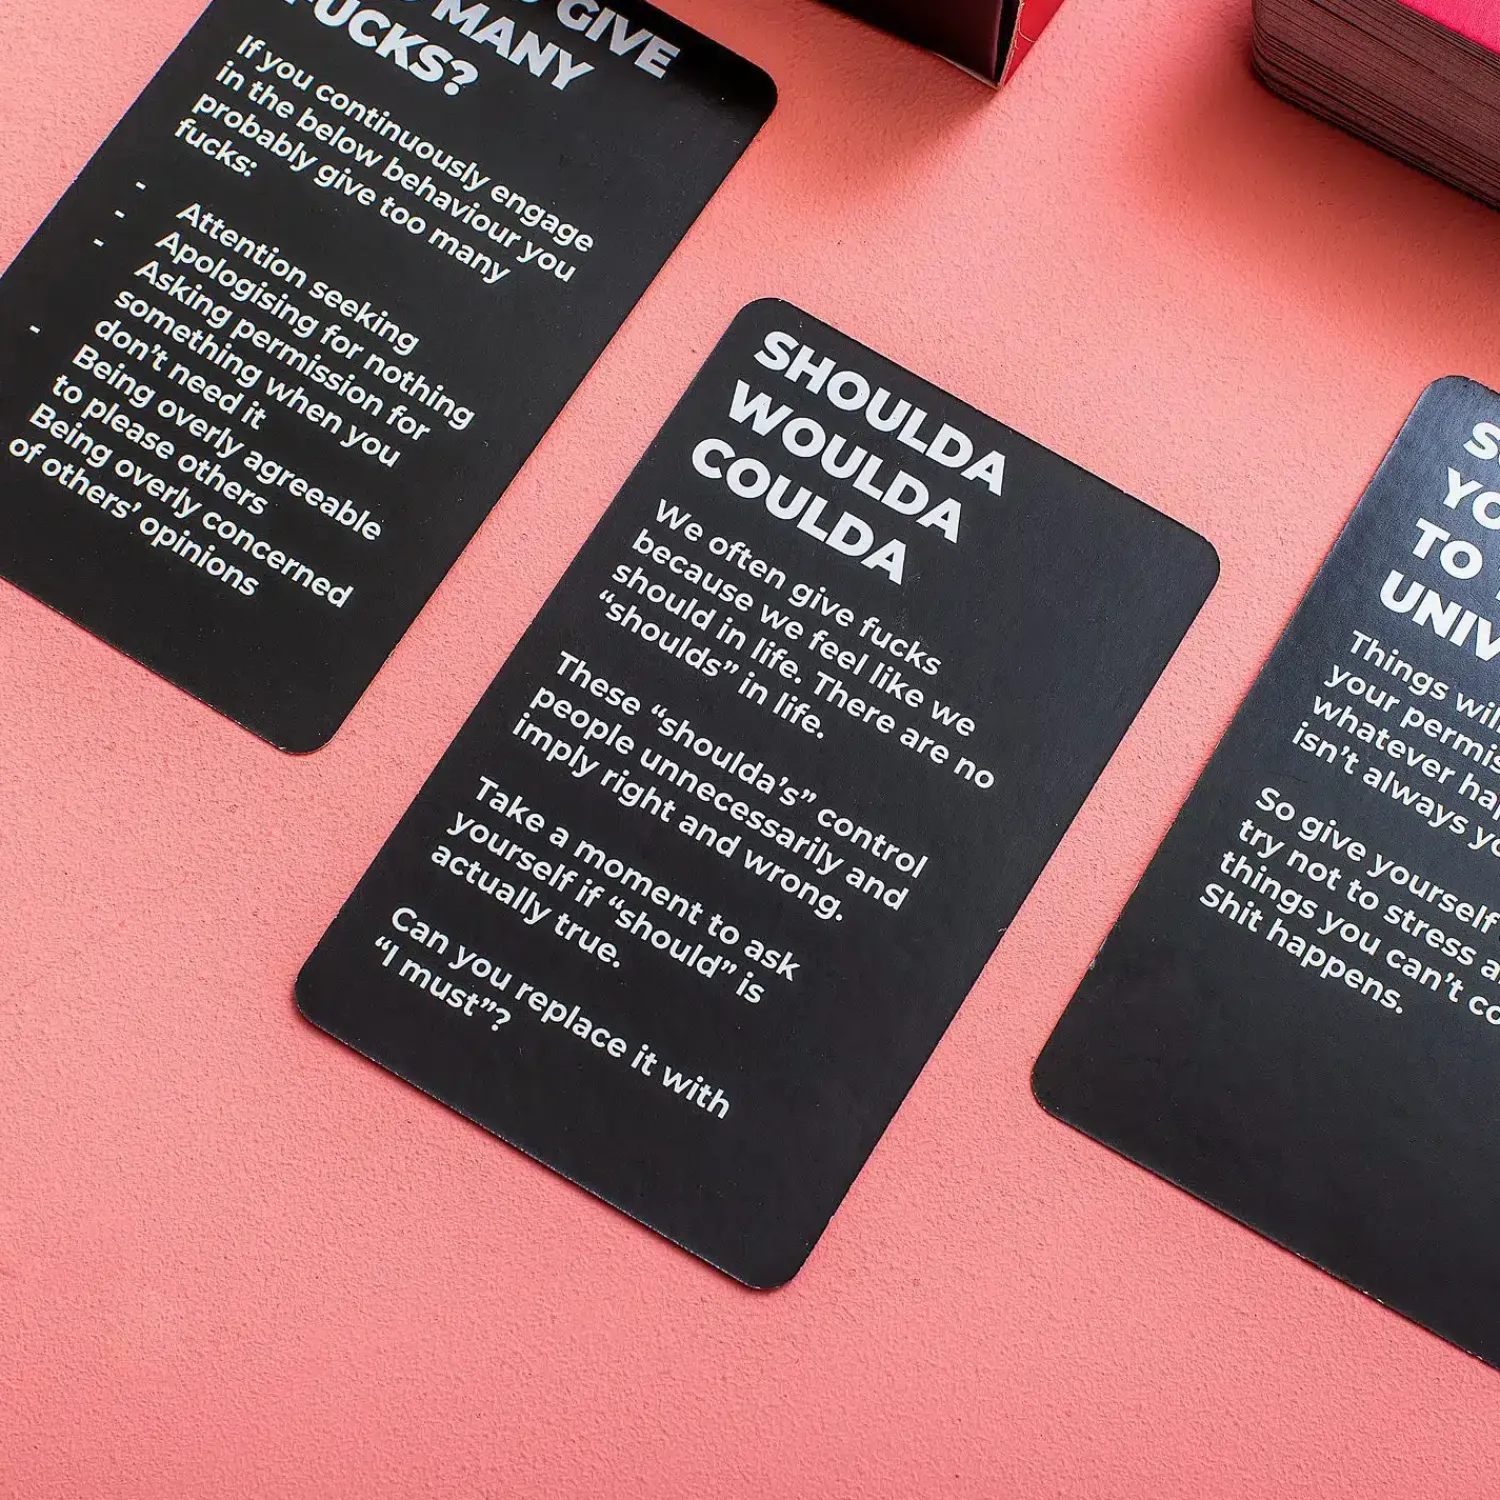 GIVE
MANY
FUCKS?
If you continuously engage
in the below behaviour you
probably give too many
fucks:
- Attention seeking
- Apologising for nothing
- Asking permission for
something when you
don't need it
- Being overly agreeable
to please others
Being overly concerned
of others' opinions
SHOULDA
WOULDA
COULDA
We often give fucks
because we feel like we
should in life. There are no
“shoulds” in life.
These “shoulda's” control
people unnecessarily and
imply right and wrong.
Take a moment to ask
yourself if “should” is
actually true.
Can you replace it with
“I must”?
TO
Things
your
whatever
isn't always
So give yourself
try not to stress
things you can't
Shit happens.